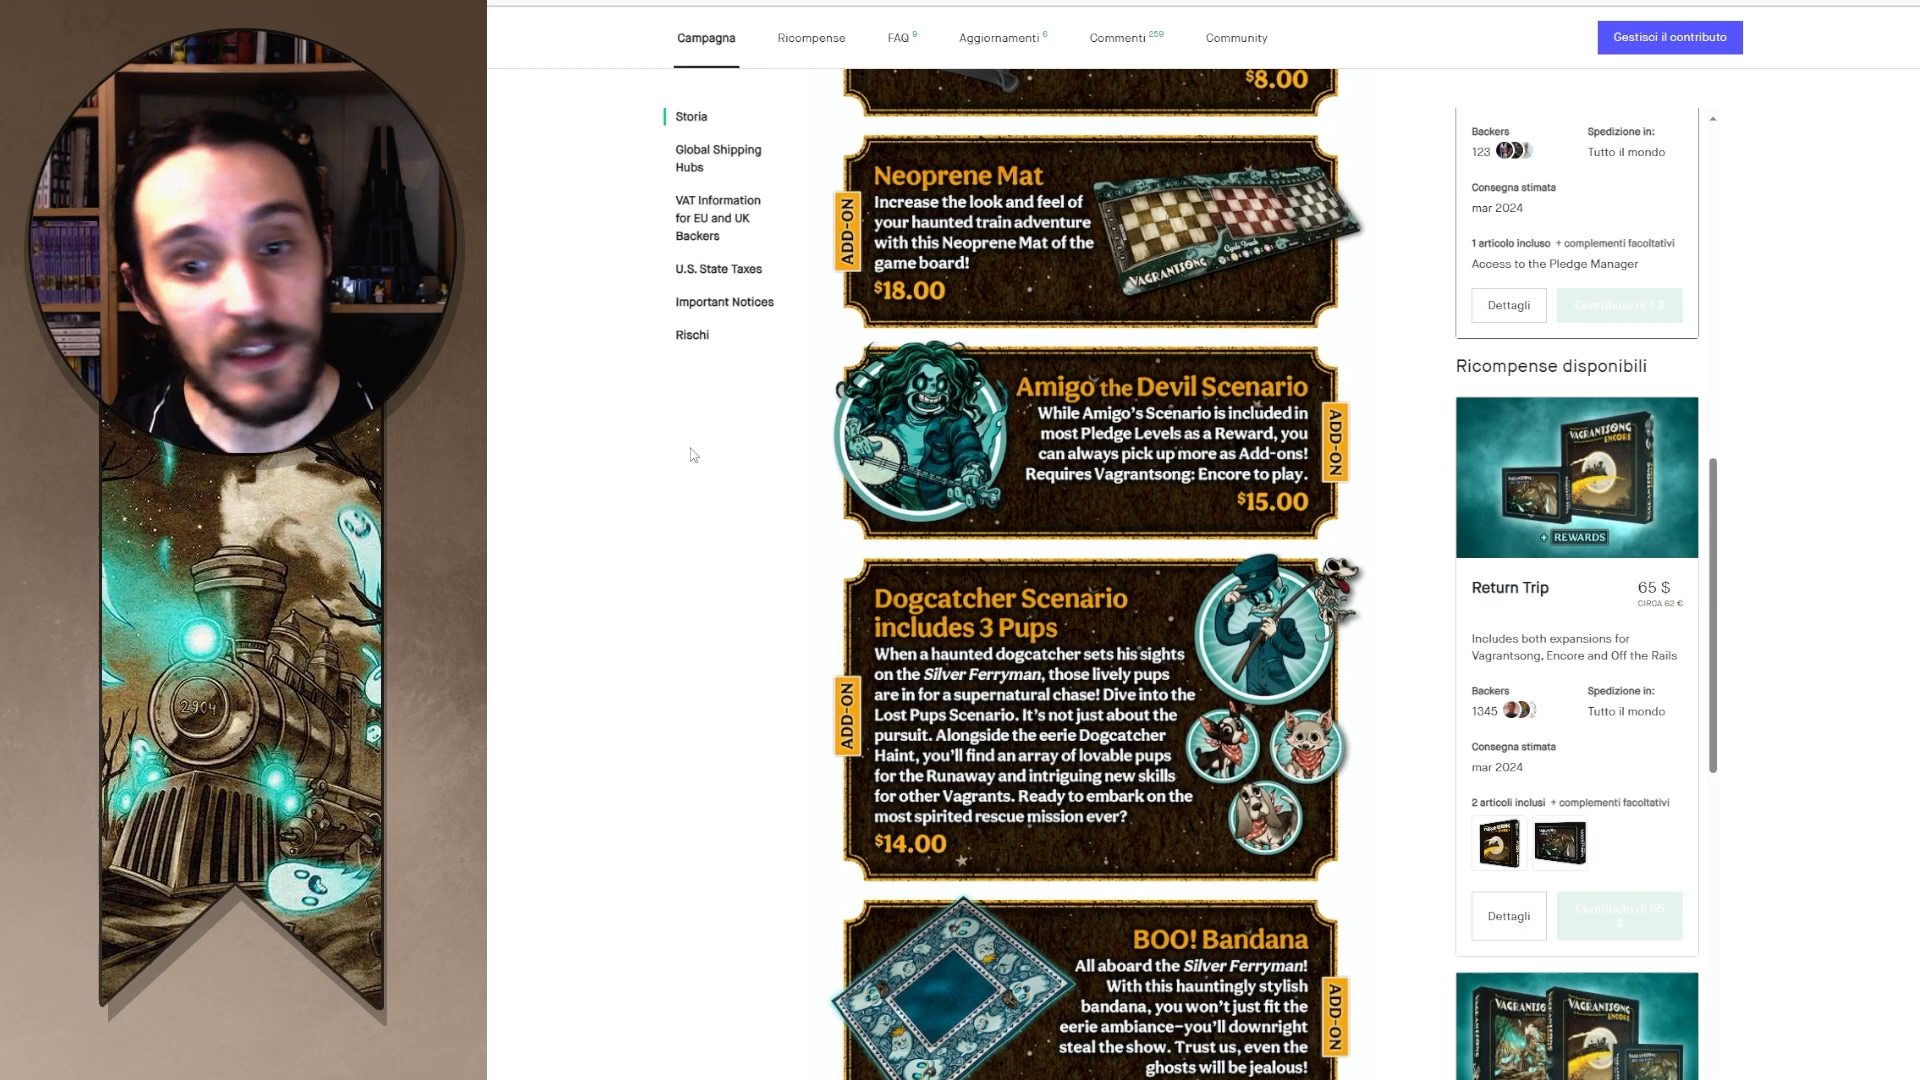 Campagna
Ricompense
FAQ 9
Aggiornamenti 6
Commenti 259
Community
Gestisci il contributo
Storia
Global Shipping
Hubs
VAT Information
for EU and UK
Backers
U.S. State Taxes
Important Notices
Rischi
$8.00
ADD-ON
Neoprene Mat
Increase the look and feel of
your haunted train adventure
with this Neoprene Mat of the
game board!
$18.00
VAGRANTSONG
Cycle Track
Amigo the Devil Scenario
While Amigo's Scenario is included in
most Pledge Levels as a Reward, you
can always pick up more as Add-ons!
Requires Vagrantsong: Encore to play.
$15.00
ADD-ON
ADD-ON
Dogcatcher Scenario
includes 3 Pups
When a haunted dogcatcher sets his sights
on the Silver Ferryman, those lively pups
are in for a supernatural chase! Dive into the
Lost Pups Scenario. It's not just about the
pursuit. Alongside the eerie Dogcatcher
Haint, you'll find an array of lovable pups
for the Runaway and intriguing new skills
for other Vagrants. Ready to embark on the
most spirited rescue mission ever?
$14.00
BOO! Bandana
All aboard the Silver Ferryman!
With this hauntingly stylish
bandana, you won't just fit the
eerie ambiance–you'll downright
steal the show. Trust us, even the
ghosts will be jealous!
ADD-ON
Backers
123
Spedizione in:
Tutto il mondo
Consegna stimata
mar 2024
1 articolo incluso + complementi facoltativi
Access to the Pledge Manager
Dettagli
Contributo di 1 $
Ricompense disponibili
VAGRANTSONG
ENCORE
+ REWARDS
Return Trip
65 $
CIRCA 62 €
Includes both expansions for
Vagrantsong, Encore and Off the Rails
Backers
1345
Spedizione in:
Tutto il mondo
Consegna stimata
mar 2024
2 articoli inclusi + complementi facoltativi
Dettagli
Contributo di 65
$
VAGRANTSONG
VAGRANTSONG
ENCORE
2904